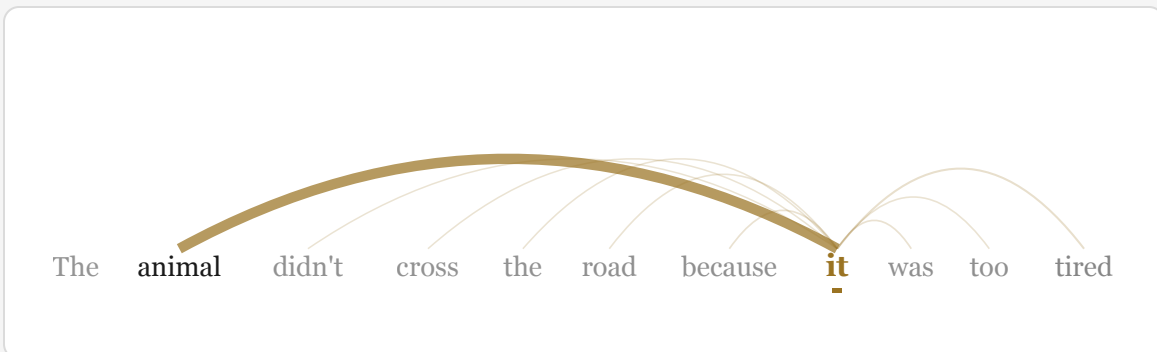 The animal didn't cross the road because it was too tired